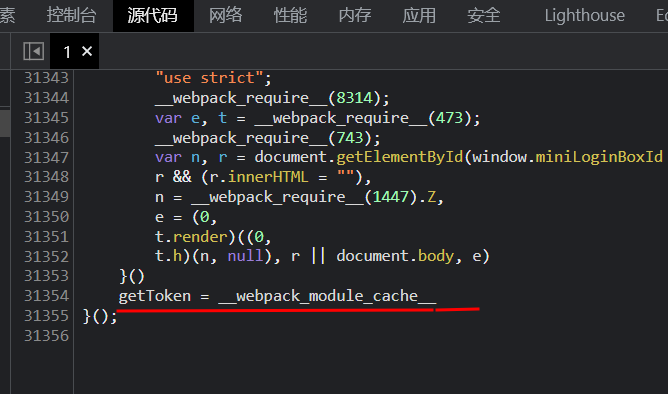 素 控制台 源代码 网络 性能 内存 应用 安全 Lighthouse
1 ×
31343 "use strict";
31344 __webpack_require__(8314);
31345 var e, t = __webpack_require__(473);
31346 __webpack_require__(743);
31347 var n, r = document.getElementById(window.miniLoginBoxId
31348 r && (r.innerHTML = ""),
31349 n = __webpack_require__(1447).Z,
31350 e = (0,
31351 t.render)((0,
31352 t.h)(n, null), r || document.body, e)
31353 }()
31354 getToken = __webpack_module_cache__
31355 }();
31356